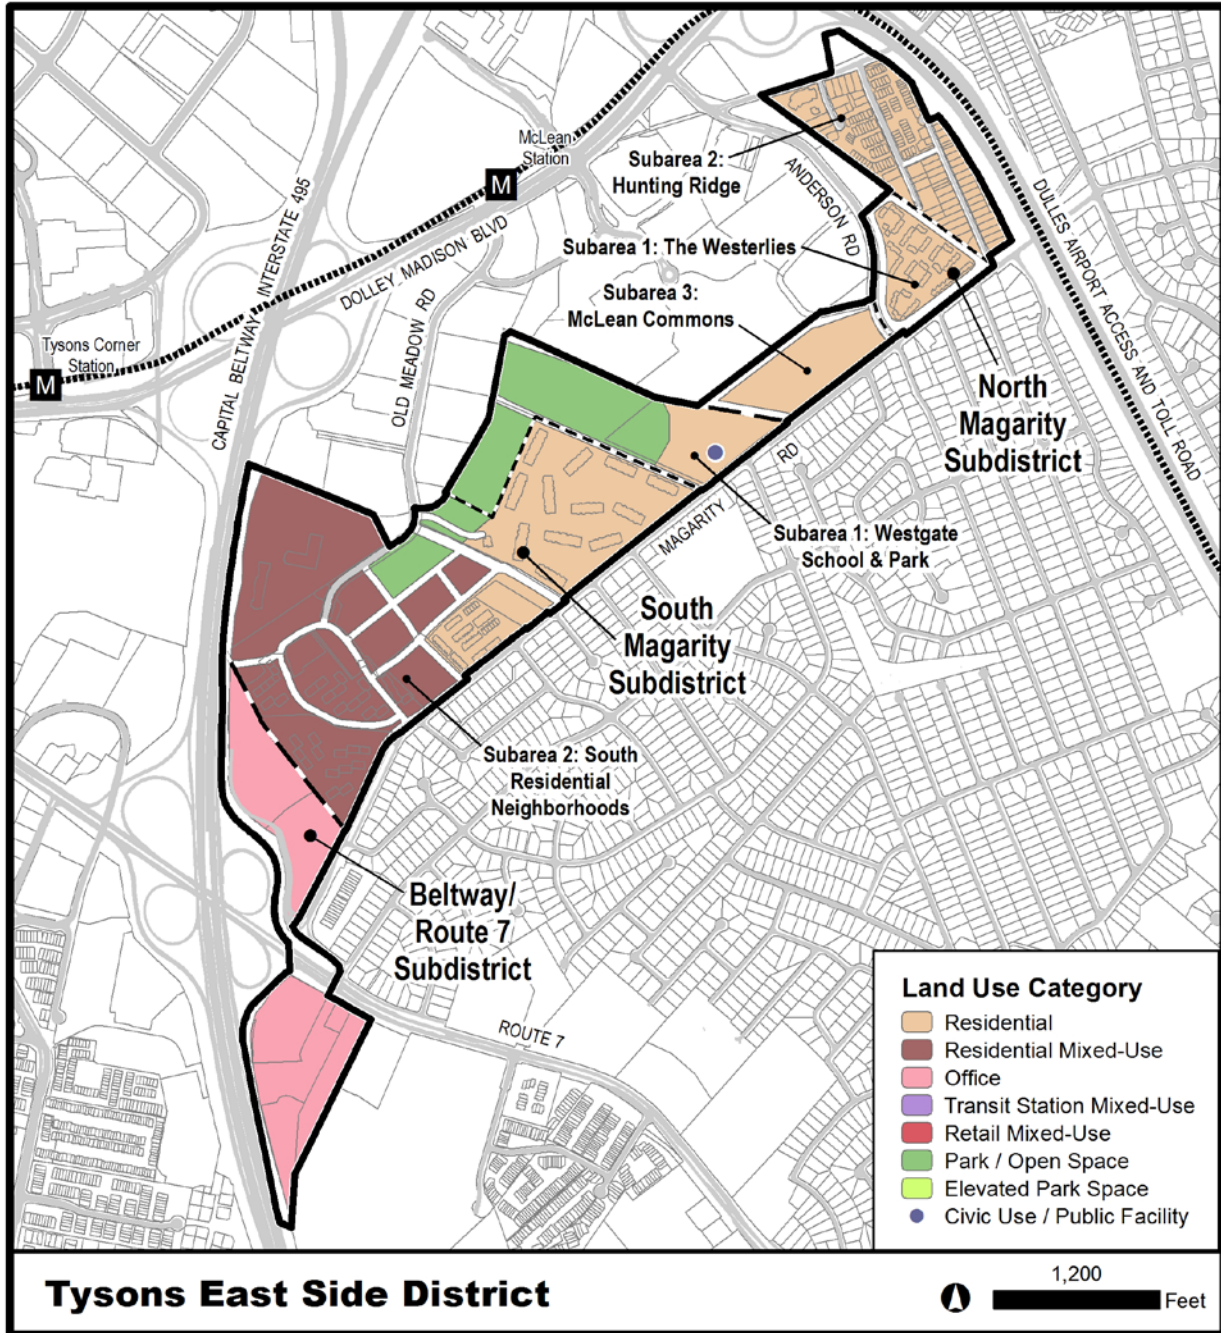 McLean
Station
M
Subarea 2:
Hunting Ridge
ANDERSON RD
DULLES AIRPORT ACCESS AND TOLL ROAD
CAPITAL BELTWAY INTERSTATE 495
DOLLEY MADISON BLVD
Subarea 1: The Westerlies
Subarea 3:
McLean Commons
OLD MEADOW RD
Tysons Corner
Station
M
North
Magarity
Subdistrict
MAGARITY RD
Subarea 1: Westgate
School & Park
South
Magarity
Subdistrict
Subarea 2: South
Residential
Neighborhoods
Beltway/
Route 7
Subdistrict
ROUTE 7
Land Use Category
Residential
Residential Mixed-Use
Office
Transit Station Mixed-Use
Retail Mixed-Use
Park / Open Space
Elevated Park Space
Civic Use / Public Facility
Tysons East Side District
1,200
Feet